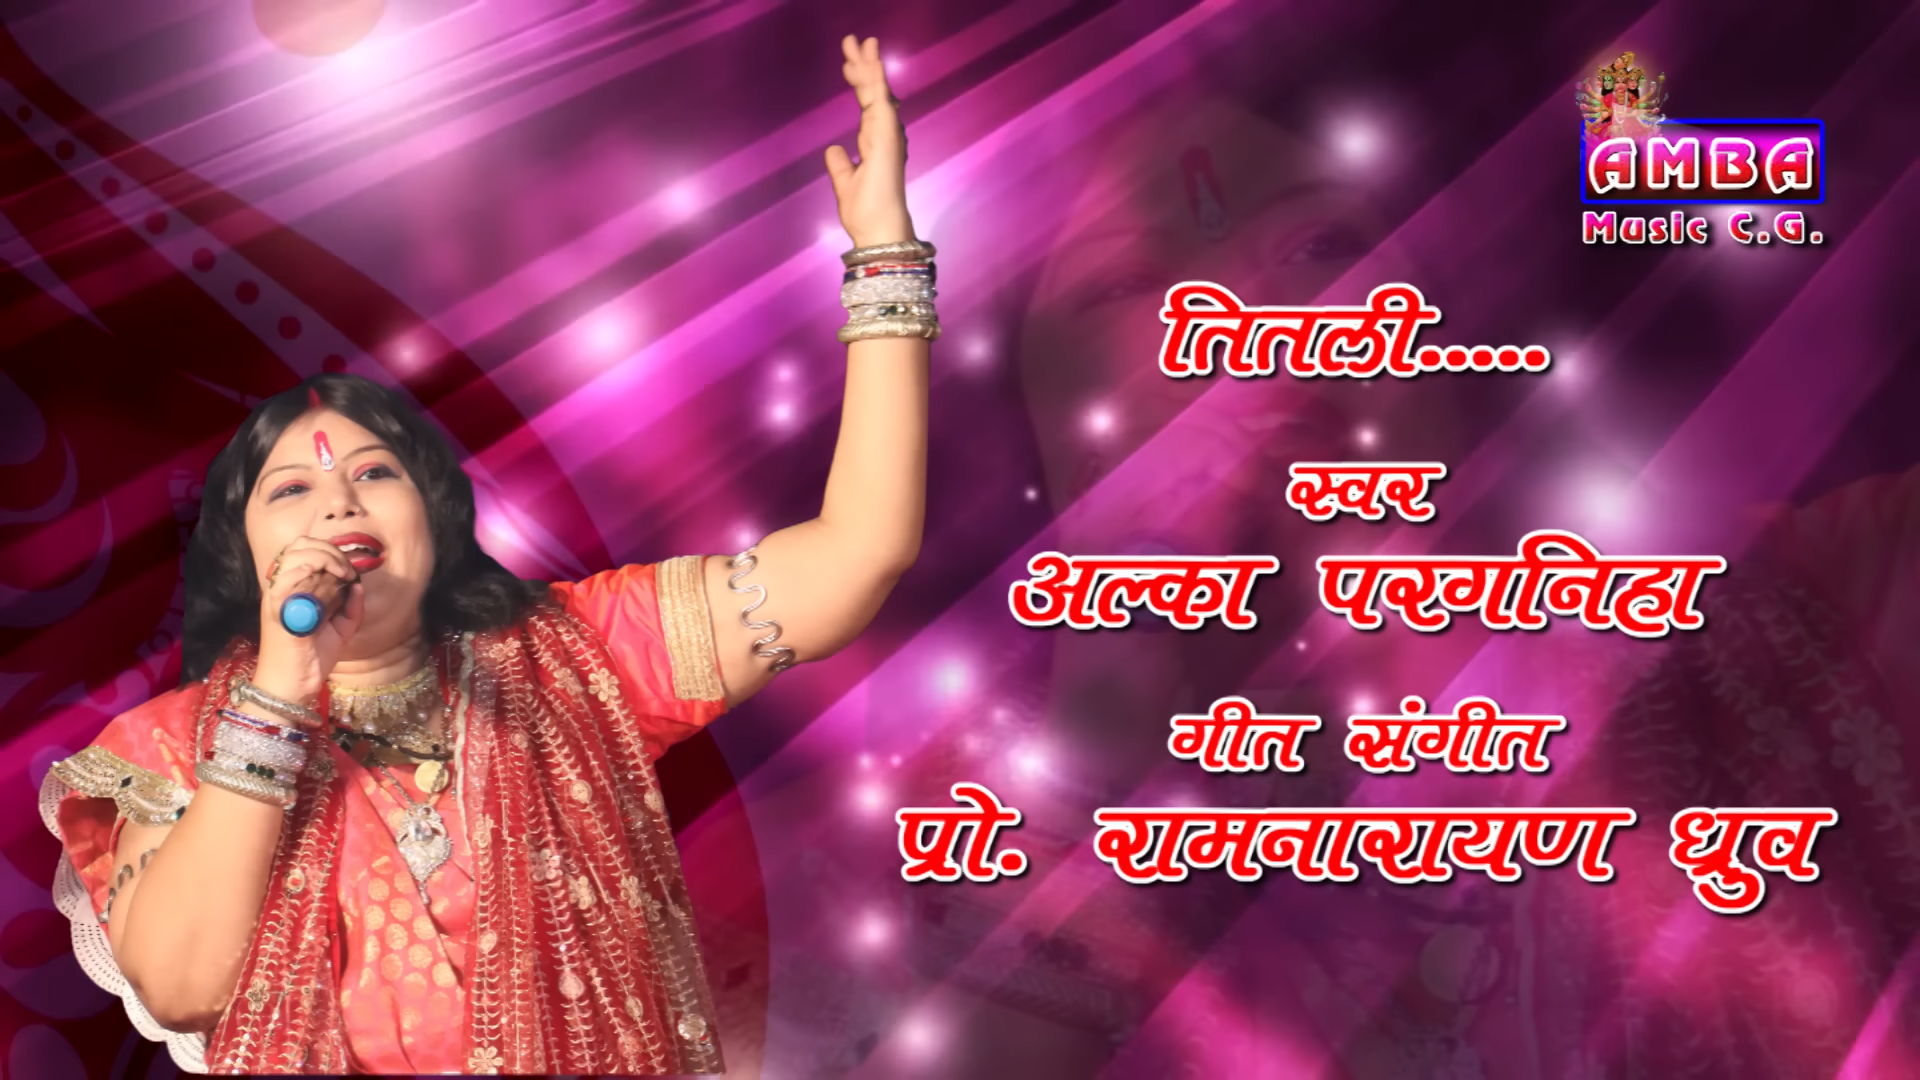 AMBA
Music C.G.
तितली.....
स्वर
अल्का परगनिहा
गीत संगीत
प्रो. रामनारायण ध्रुव